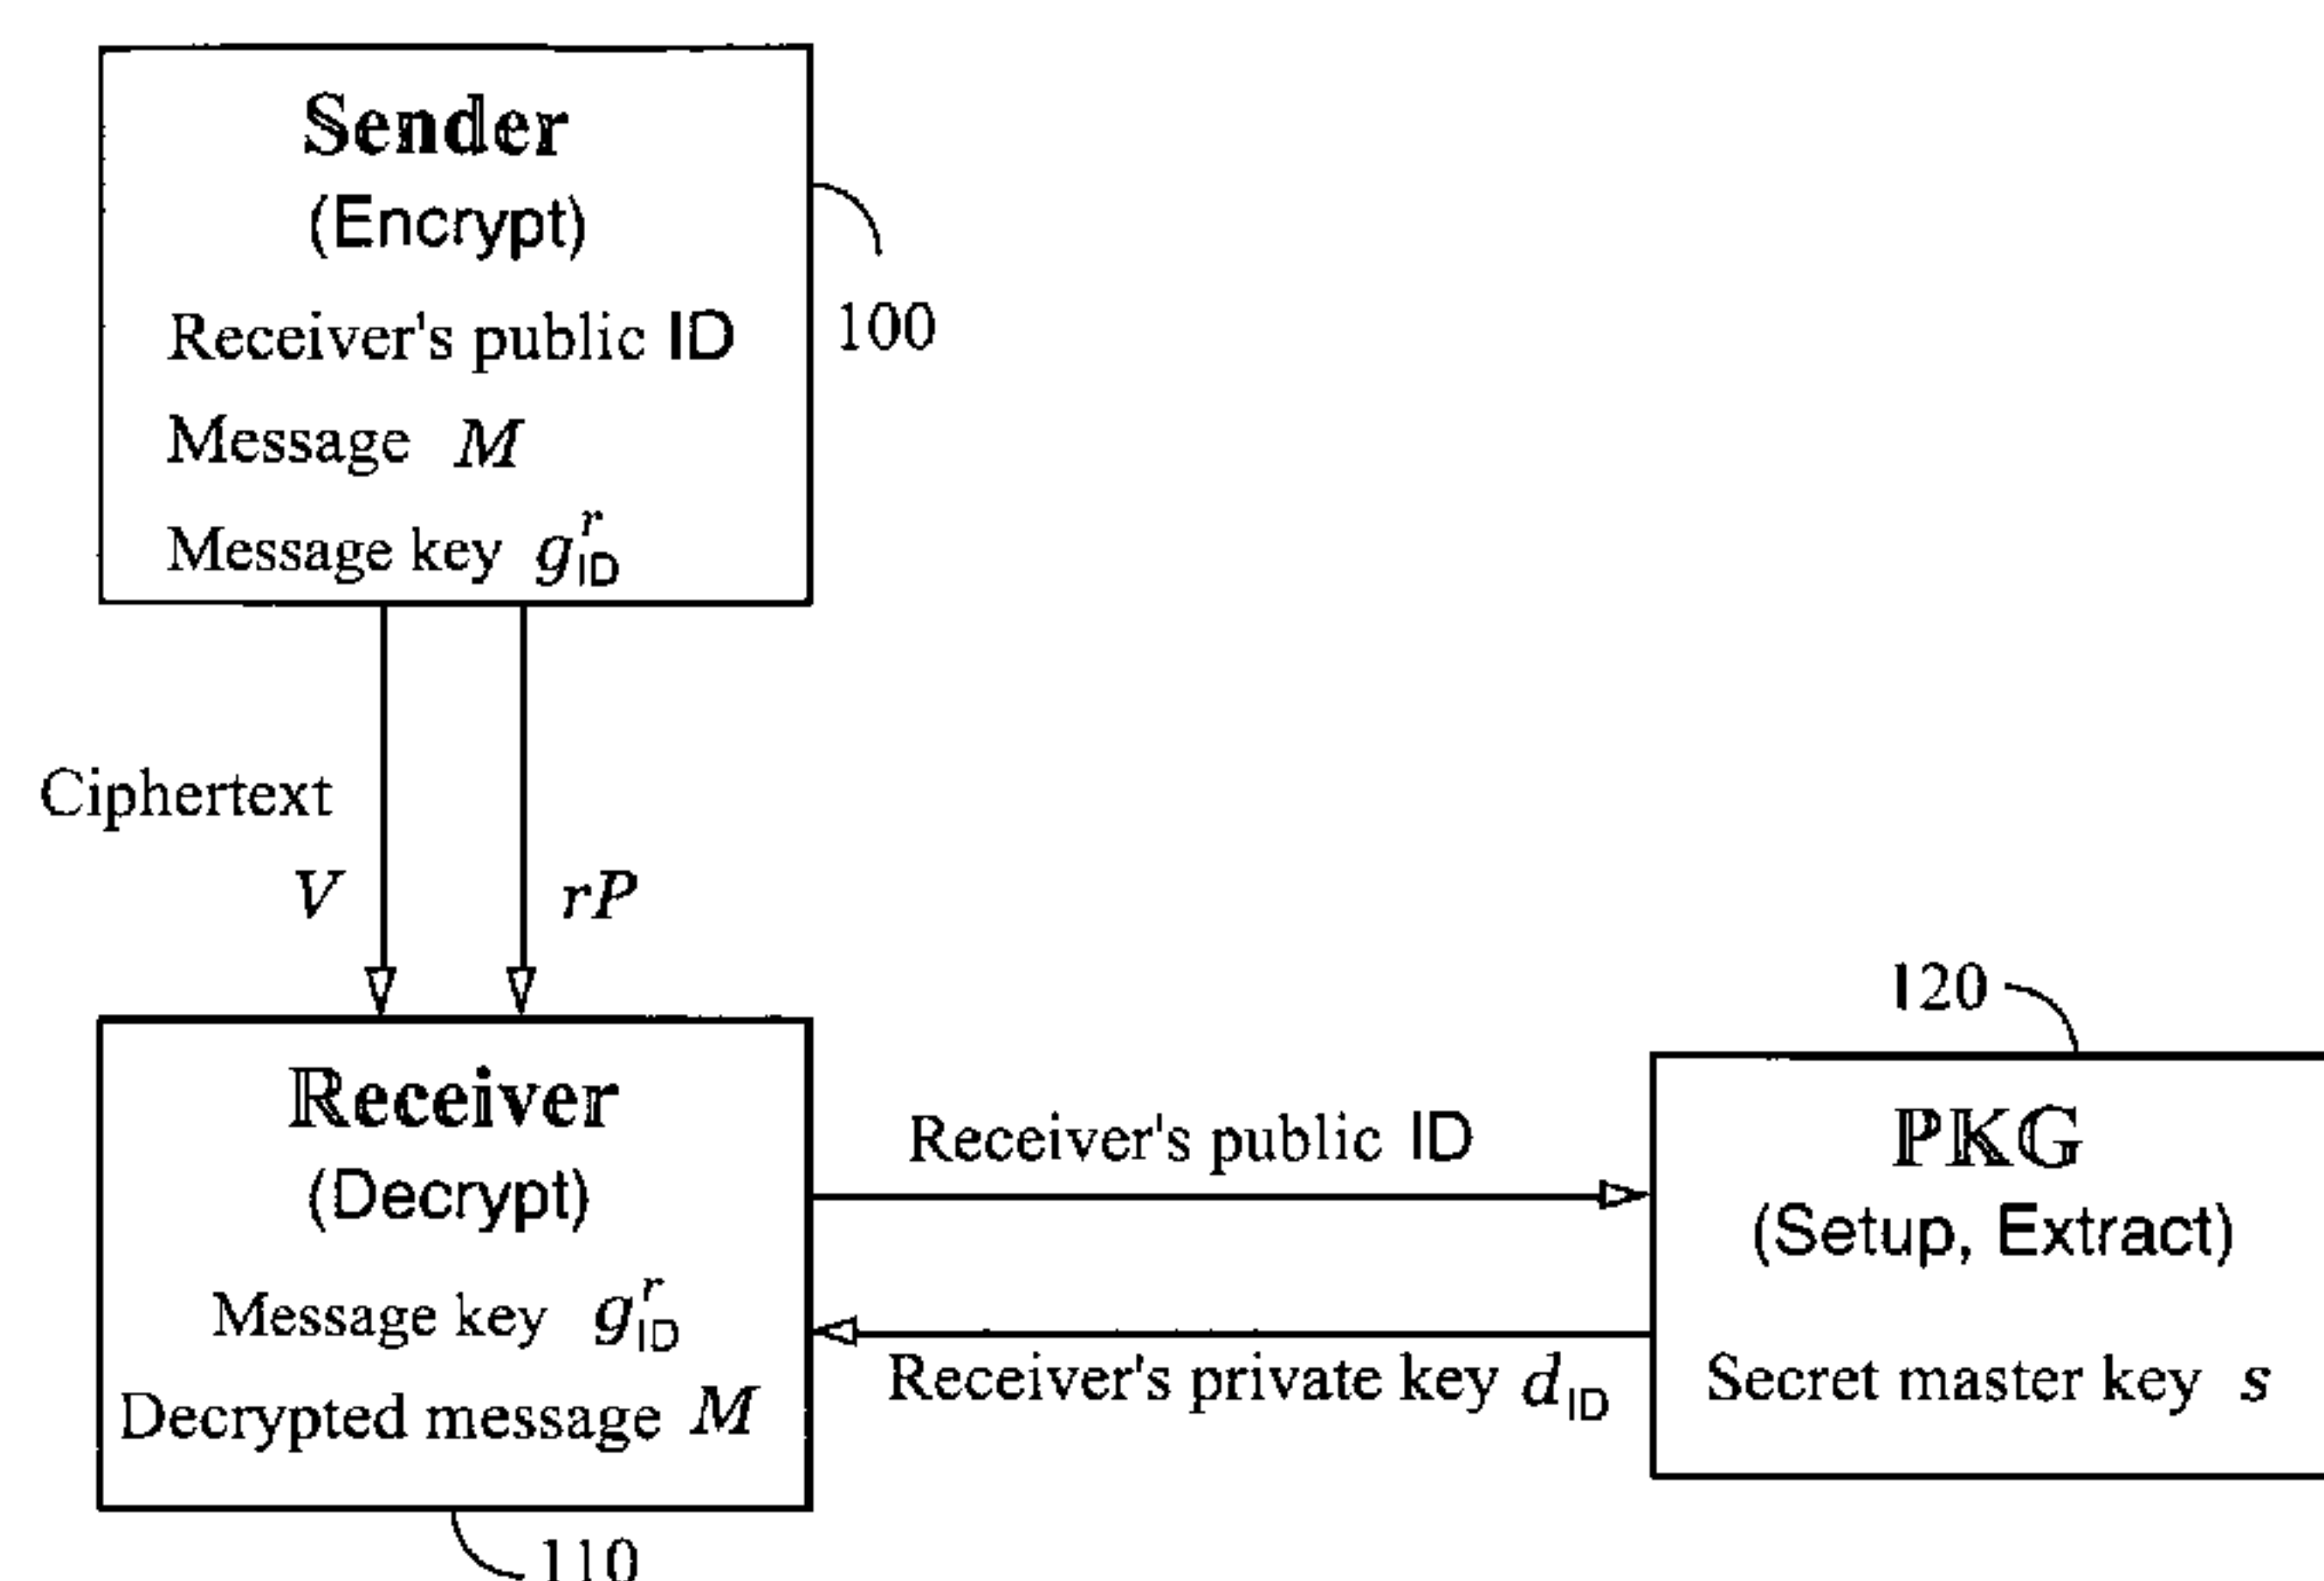 Sender
(Encrypt)
Receiver's public ID
Message M
Message key g^r_ID
100
Ciphertext
V rP
Receiver
(Decrypt)
Message key g^r_ID
Decrypted message M
110
Receiver's public ID
Receiver's private key d_ID
120
PKG
(Setup, Extract)
Secret master key s